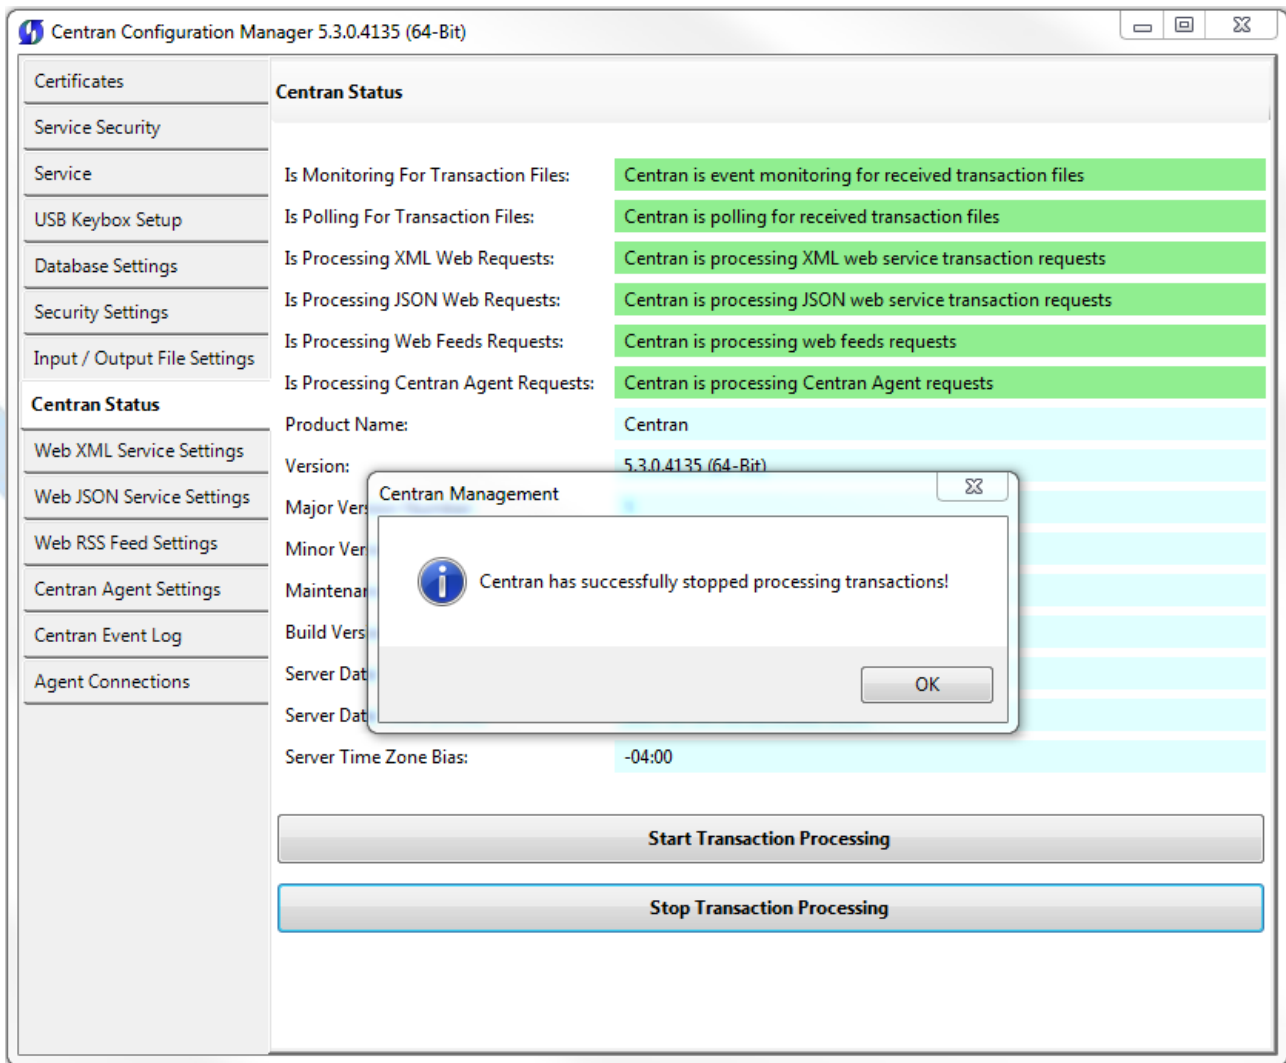 Centran Configuration Manager 5.3.0.4135 (64-Bit)
Certificates
Service Security
Service
USB Keybox Setup
Database Settings
Security Settings
Input / Output File Settings
Centran Status
Web XML Service Settings
Web JSON Service Settings
Web RSS Feed Settings
Centran Agent Settings
Centran Event Log
Agent Connections
Centran Status
Is Monitoring For Transaction Files: Centran is event monitoring for received transaction files
Is Polling For Transaction Files: Centran is polling for received transaction files
Is Processing XML Web Requests: Centran is processing XML web service transaction requests
Is Processing JSON Web Requests: Centran is processing JSON web service transaction requests
Is Processing Web Feeds Requests: Centran is processing web feeds requests
Is Processing Centran Agent Requests: Centran is processing Centran Agent requests
Product Name: Centran
Version: 5.3.0.4135 (64-Bit)
Major
Minor
Build
Server
Server
Server Time Zone Bias: -04:00
Centran Management
Centran has successfully stopped processing transactions!
OK
Start Transaction Processing
Stop Transaction Processing